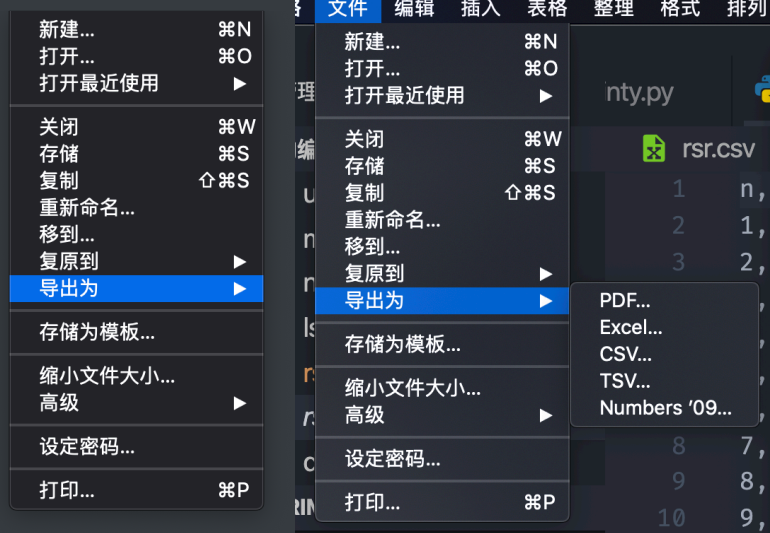 新建... ⌘N
打开... ⌘O
打开最近使用 ▶
关闭 ⌘W
存储 ⌘S
复制 ⇧⌘S
重新命名...
移到...
复原到 ▶
导出为 ▶
存储为模板...
缩小文件大小...
高级 ▶
设定密码...
打印... ⌘P
文件 编辑 插入 表格 整理 格式 排列
新建... ⌘N
打开... ⌘O
打开最近使用 ▶
关闭 ⌘W
存储 ⌘S
复制 ⇧⌘S
重新命名...
移到...
复原到 ▶
导出为 ▶
存储为模板...
缩小文件大小...
高级 ▶
设定密码...
打印... ⌘P
PDF...
Excel...
CSV...
TSV...
Numbers ’09...
inty.py
rsr.csv
1 n,
2 1,
3 2,
8 7,
9 8,
10 9,